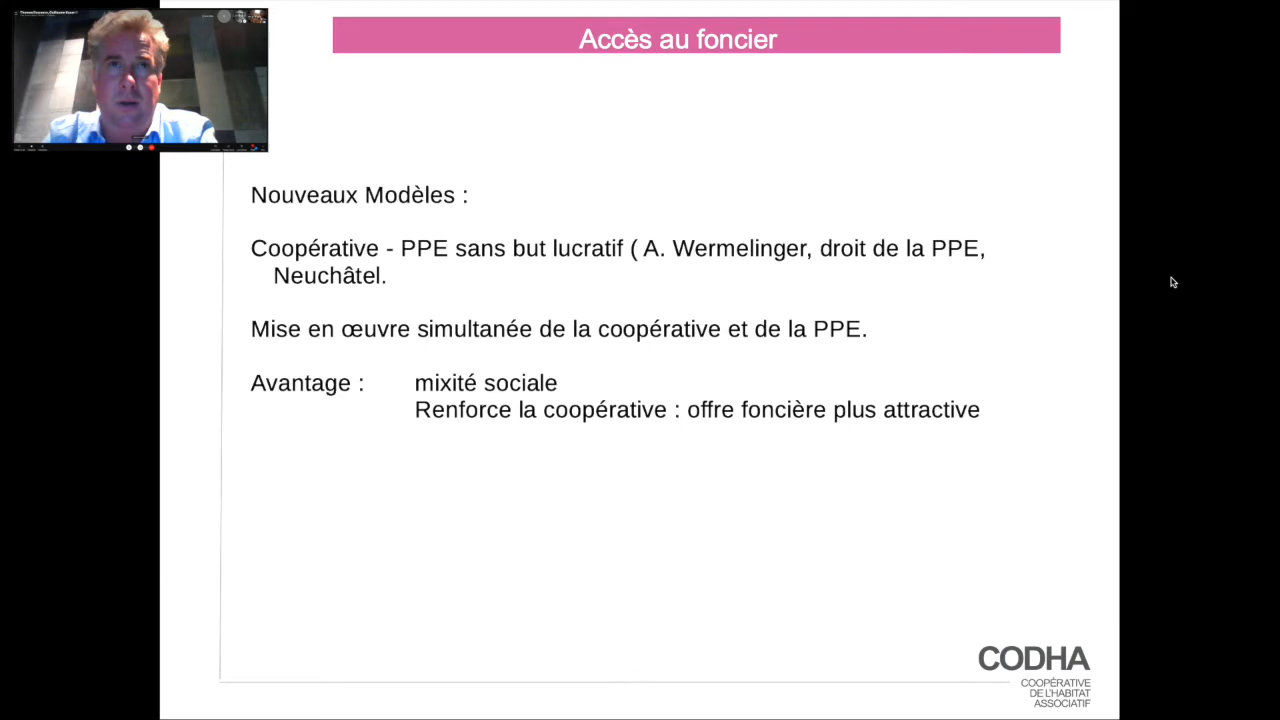 Accès au foncier
Nouveaux Modèles :
Coopérative - PPE sans but lucratif ( A. Wermelinger, droit de la PPE,
Neuchâtel.
Mise en œuvre simultanée de la coopérative et de la PPE.
Avantage : mixité sociale
Renforce la coopérative : offre foncière plus attractive
CODHA
COOPÉRATIVE
DE L'HABITAT
ASSOCIATIF